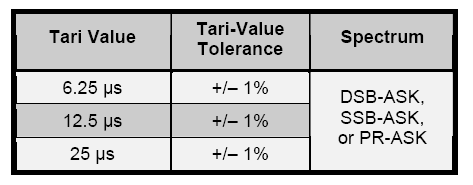 Tari Value Tari-Value Tolerance Spectrum
6.25 µs +/– 1% DSB-ASK, SSB-ASK, or PR-ASK
12.5 µs +/– 1%
25 µs +/– 1%